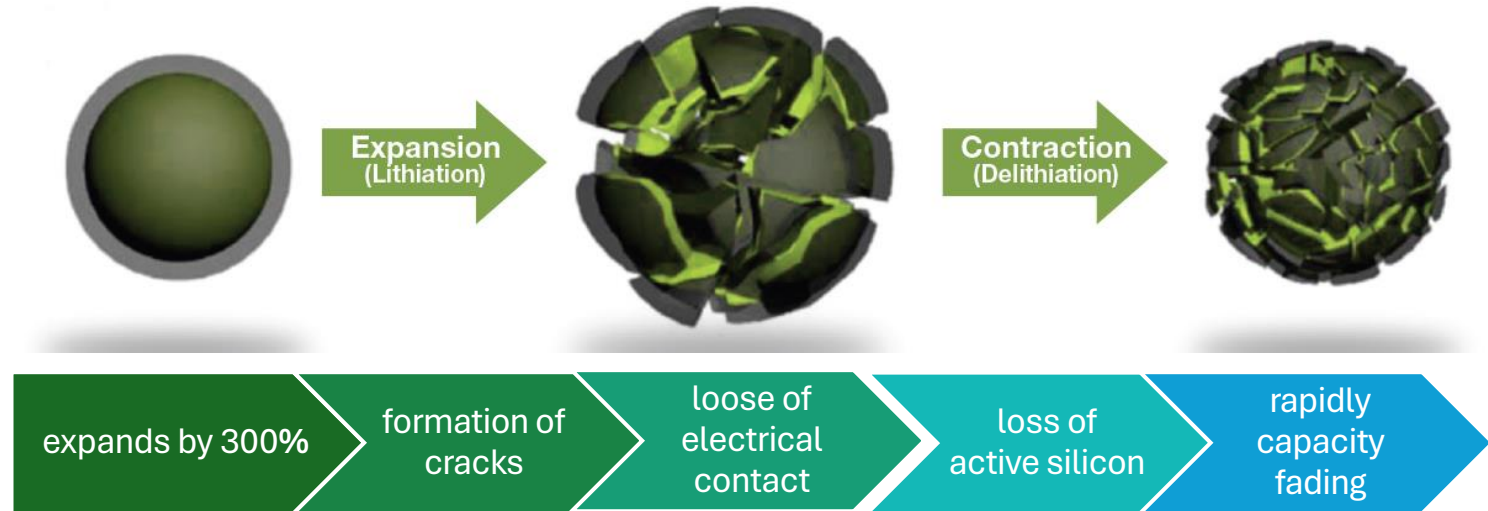 Expansion
(Lithiation)
Contraction
(Delithiation)
expands by 300%
formation of
cracks
loose of
electrical
contact
loss of
active silicon
rapidly
capacity
fading